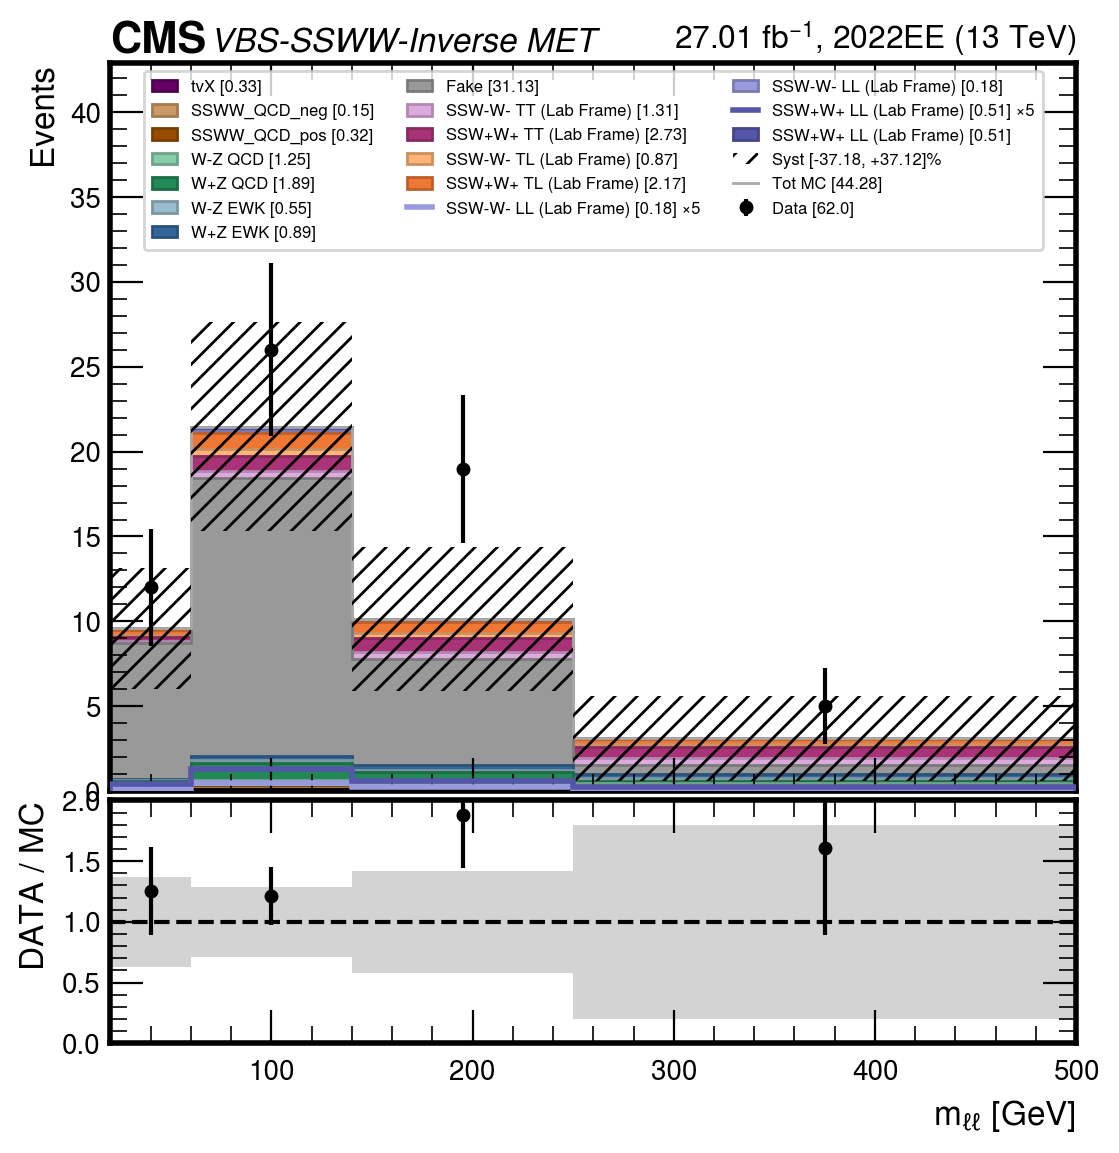 CMS VBS-SSWW-Inverse MET 27.01 fb⁻¹, 2022EE (13 TeV)
Events
tvX [0.33]
SSWW_QCD_neg [0.15]
SSWW_QCD_pos [0.32]
W-Z QCD [1.25]
W+Z QCD [1.89]
W-Z EWK [0.55]
W+Z EWK [0.89]
Fake [31.13]
SSW-W- TT (Lab Frame) [1.31]
SSW+W+ TT (Lab Frame) [2.73]
SSW-W- TL (Lab Frame) [0.87]
SSW+W+ TL (Lab Frame) [2.17]
SSW-W- LL (Lab Frame) [0.18] ×5
SSW-W- LL (Lab Frame) [0.18]
SSW+W+ LL (Lab Frame) [0.51] ×5
SSW+W+ LL (Lab Frame) [0.51]
Syst [-37.18, +37.12]%
Tot MC [44.28]
Data [62.0]
40
35
30
25
20
15
10
5
0
DATA / MC
2.0
1.5
1.0
0.5
0.0
100 200 300 400 500
m_ℓℓ [GeV]